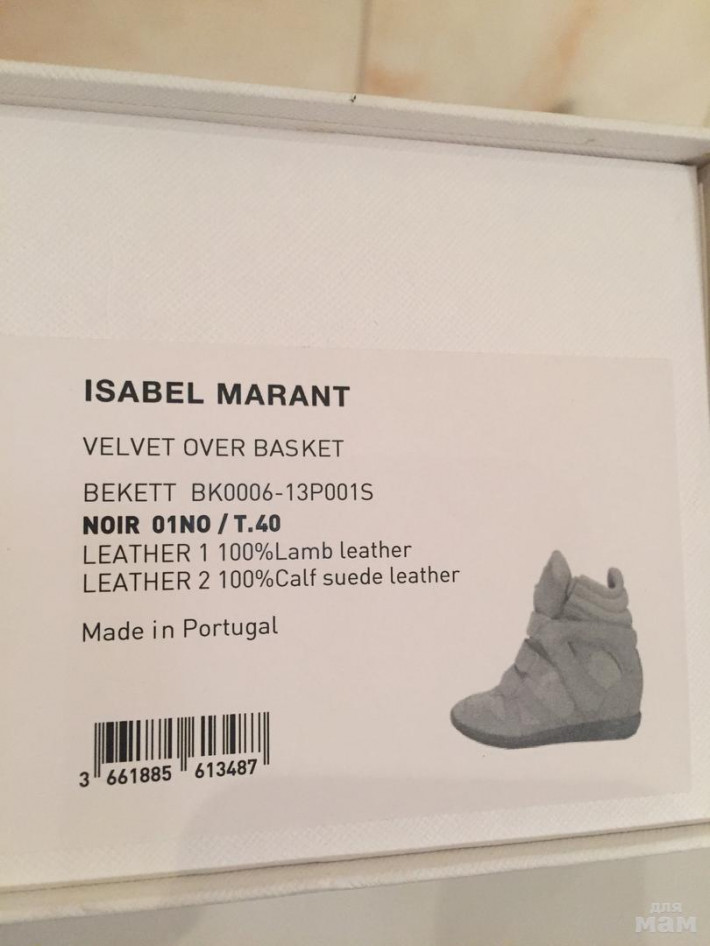 ISABEL MARANT
VELVET OVER BASKET
BEKETT BK0006-13P001S
NOIR 01NO / T.40
LEATHER 1 100%Lamb leather
LEATHER 2 100%Calf suede leather
Made in Portugal
3 661885 613487
для
мам